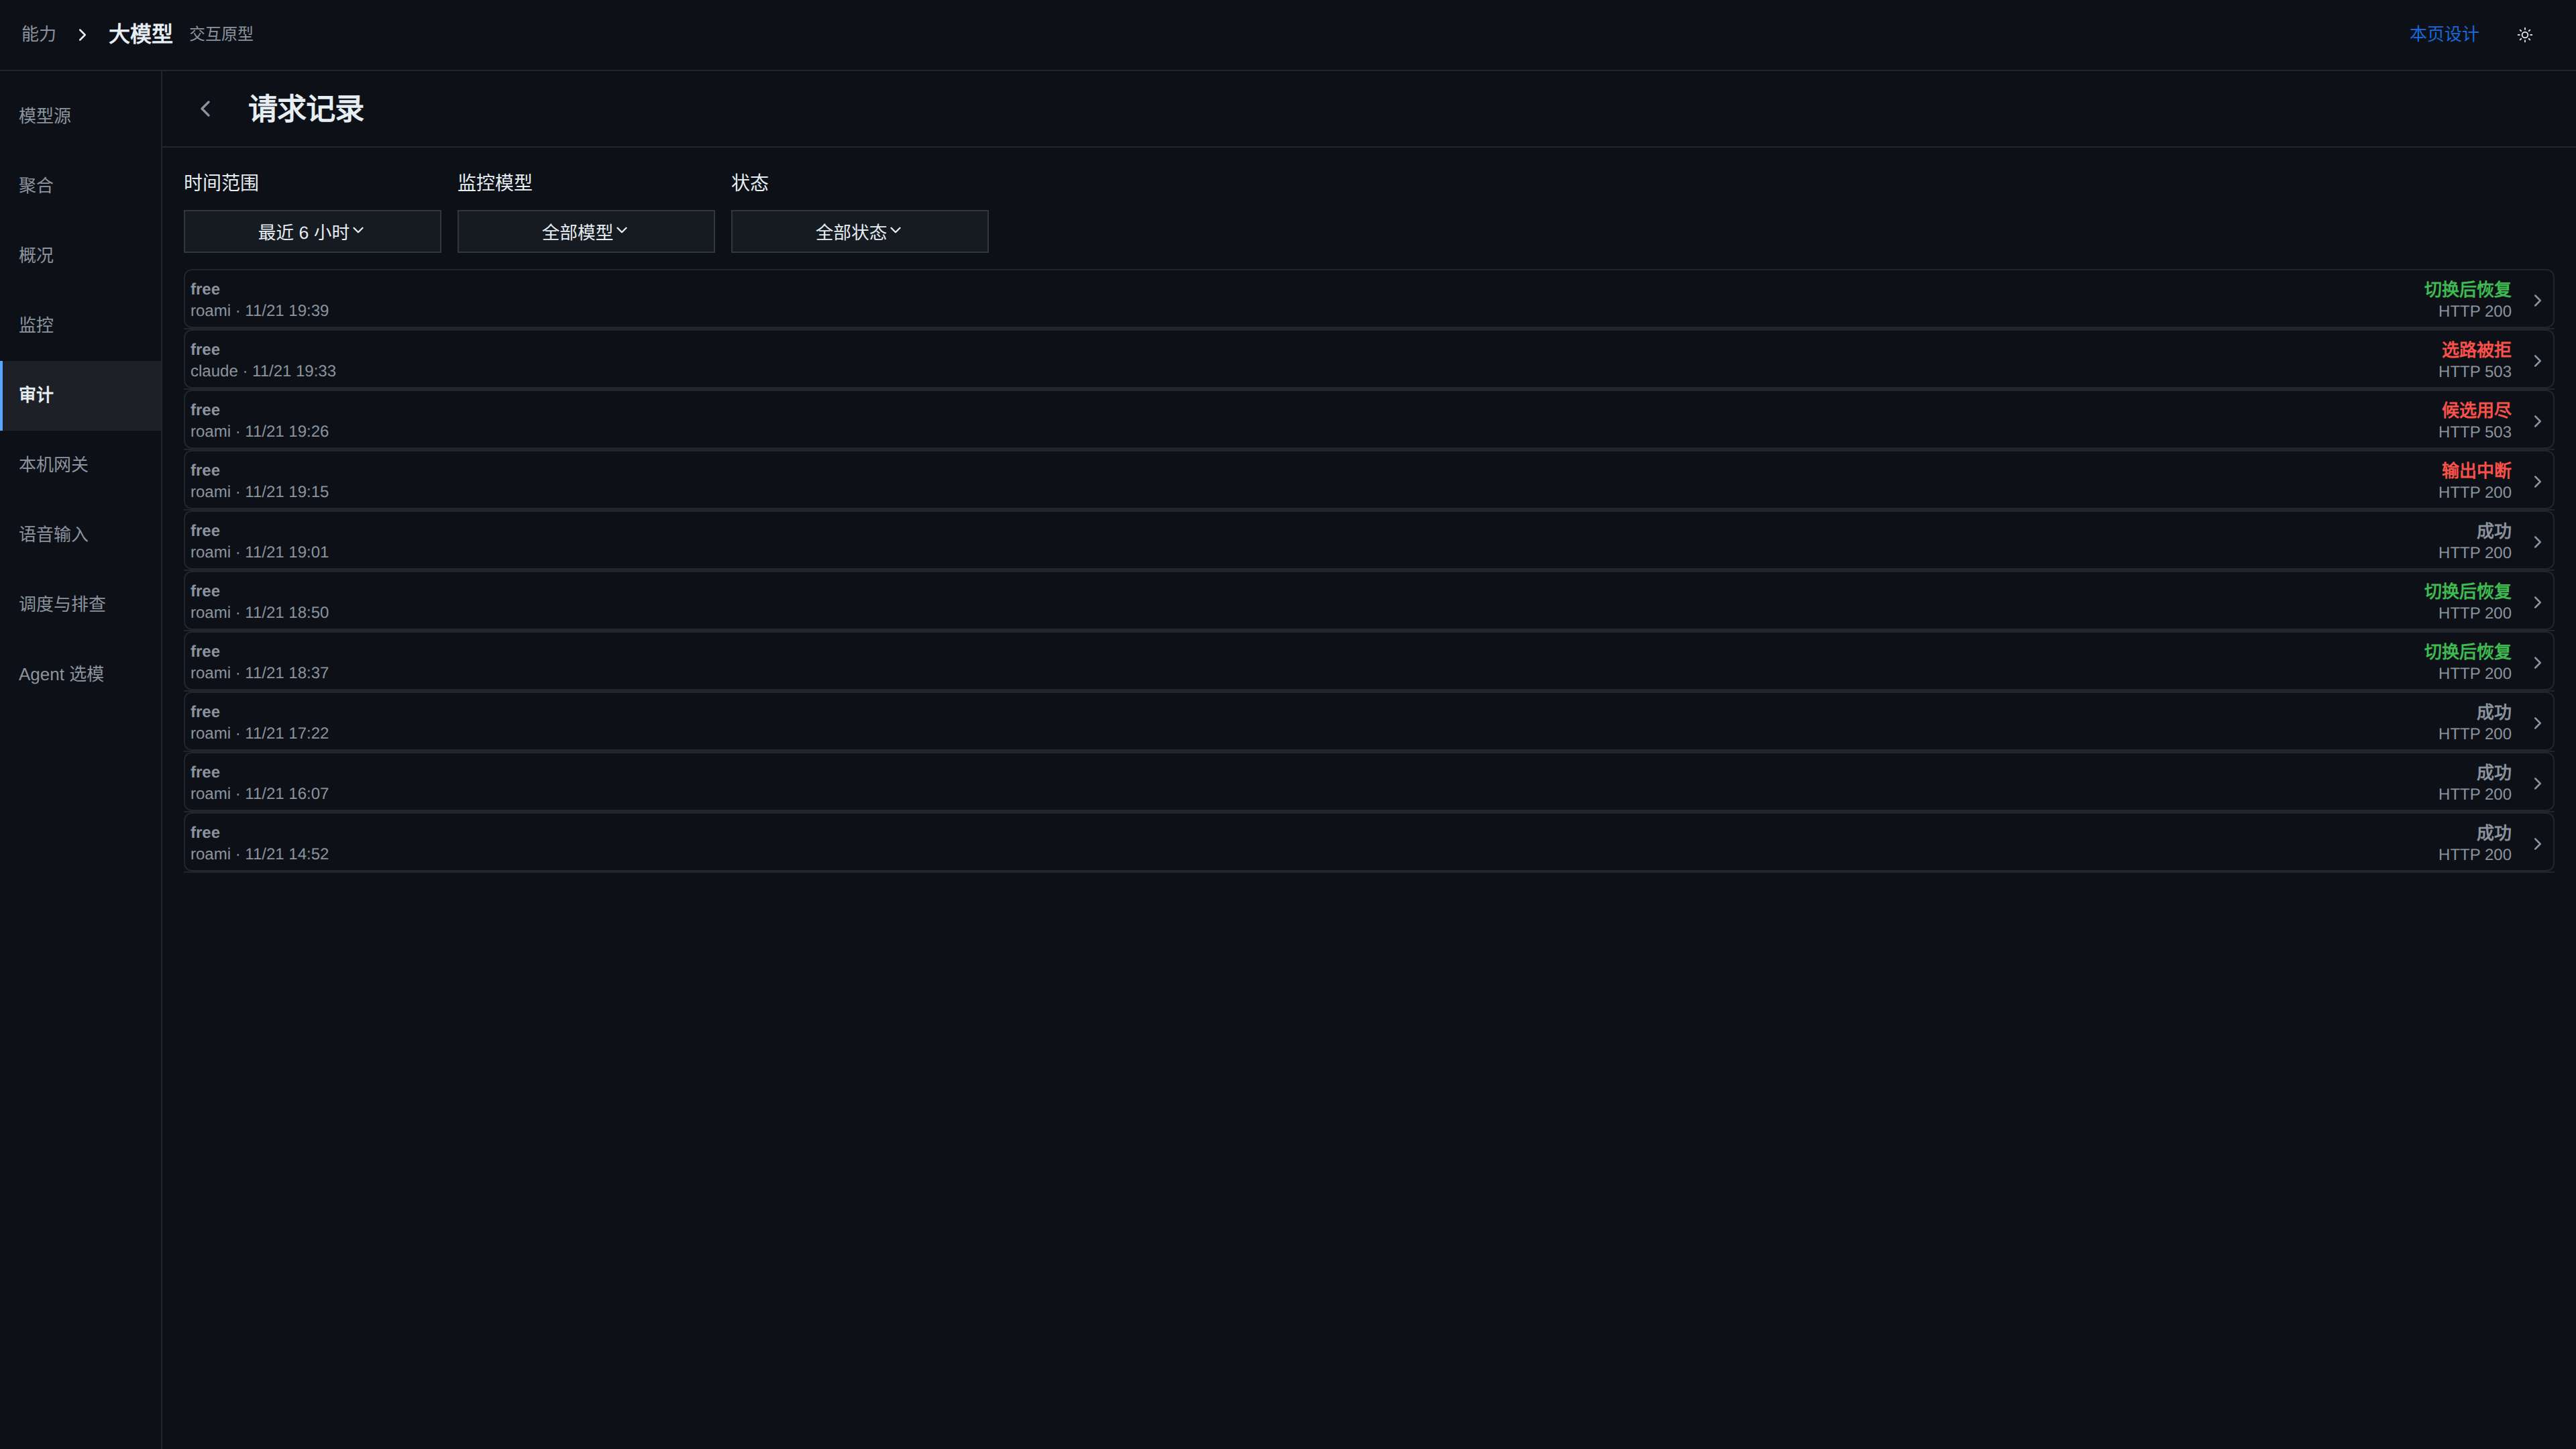 能力 大模型 交互原型 本页设计
模型源
聚合
概况
监控
审计
本机网关
语音输入
调度与排查
Agent 选模
请求记录
时间范围 监控模型 状态
最近 6 小时 全部模型 全部状态
free 切换后恢复
roami · 11/21 19:39 HTTP 200
free 选路被拒
claude · 11/21 19:33 HTTP 503
free 候选用尽
roami · 11/21 19:26 HTTP 503
free 输出中断
roami · 11/21 19:15 HTTP 200
free 成功
roami · 11/21 19:01 HTTP 200
free 切换后恢复
roami · 11/21 18:50 HTTP 200
free 切换后恢复
roami · 11/21 18:37 HTTP 200
free 成功
roami · 11/21 17:22 HTTP 200
free 成功
roami · 11/21 16:07 HTTP 200
free 成功
roami · 11/21 14:52 HTTP 200